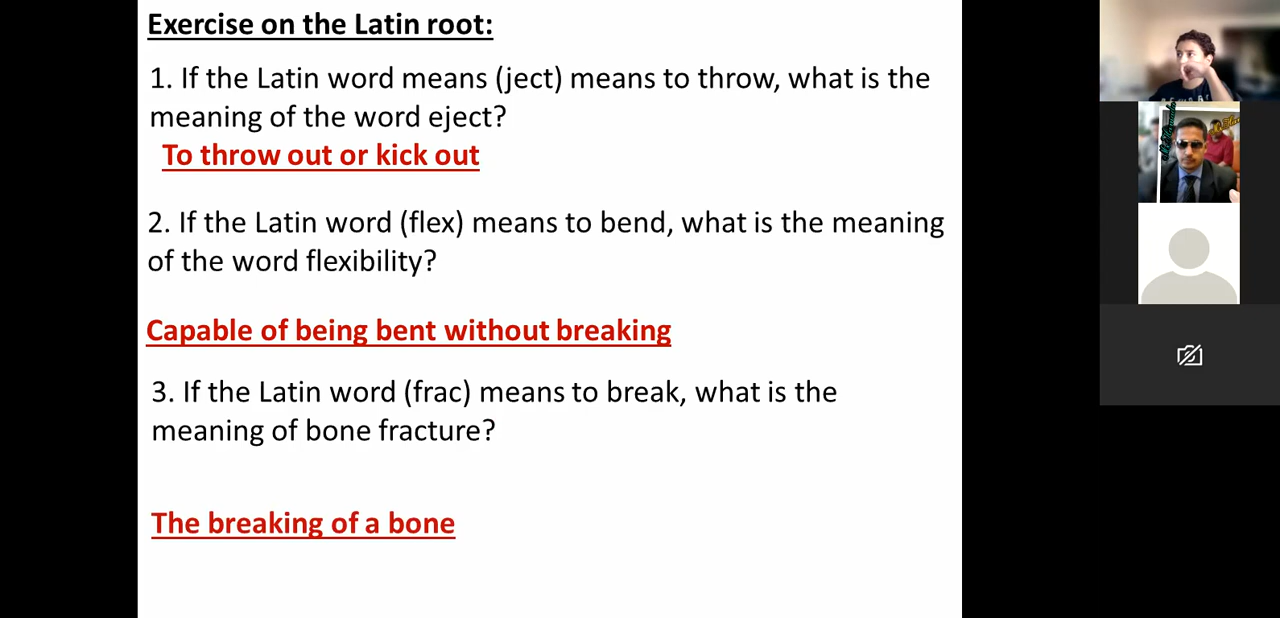 Exercise on the Latin root:
1. If the Latin word means (ject) means to throw, what is the
meaning of the word eject?
To throw out or kick out
2. If the Latin word (flex) means to bend, what is the meaning
of the word flexibility?
Capable of being bent without breaking
3. If the Latin word (frac) means to break, what is the
meaning of bone fracture?
The breaking of a bone